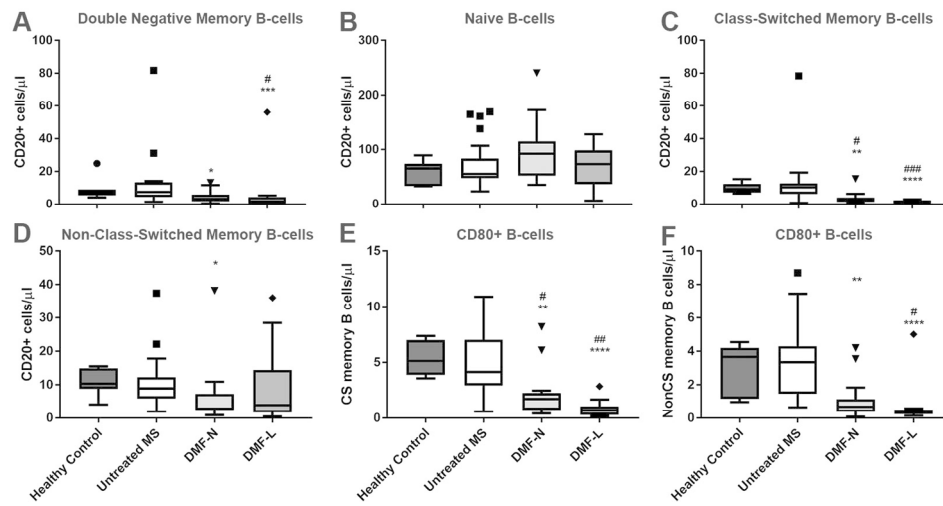 A Double Negative Memory B-cells
CD20+ cells/µl
100
80
60
40
20
0
*
#
***
B Naive B-cells
CD20+ cells/µl
300
200
100
0
C Class-Switched Memory B-cells
CD20+ cells/µl
100
80
60
40
20
0
#
**
###
****
D Non-Class-Switched Memory B-cells
CD20+ cells/µl
50
40
30
20
10
0
*
Healthy Control
Untreated MS
DMF-N
DMF-L
E CD80+ B-cells
CS memory B cells/µl
15
10
5
0
#
**
##
****
Healthy Control
Untreated MS
DMF-N
DMF-L
F CD80+ B-cells
NonCS memory B cells/µl
10
8
6
4
2
0
**
#
****
Healthy Control
Untreated MS
DMF-N
DMF-L